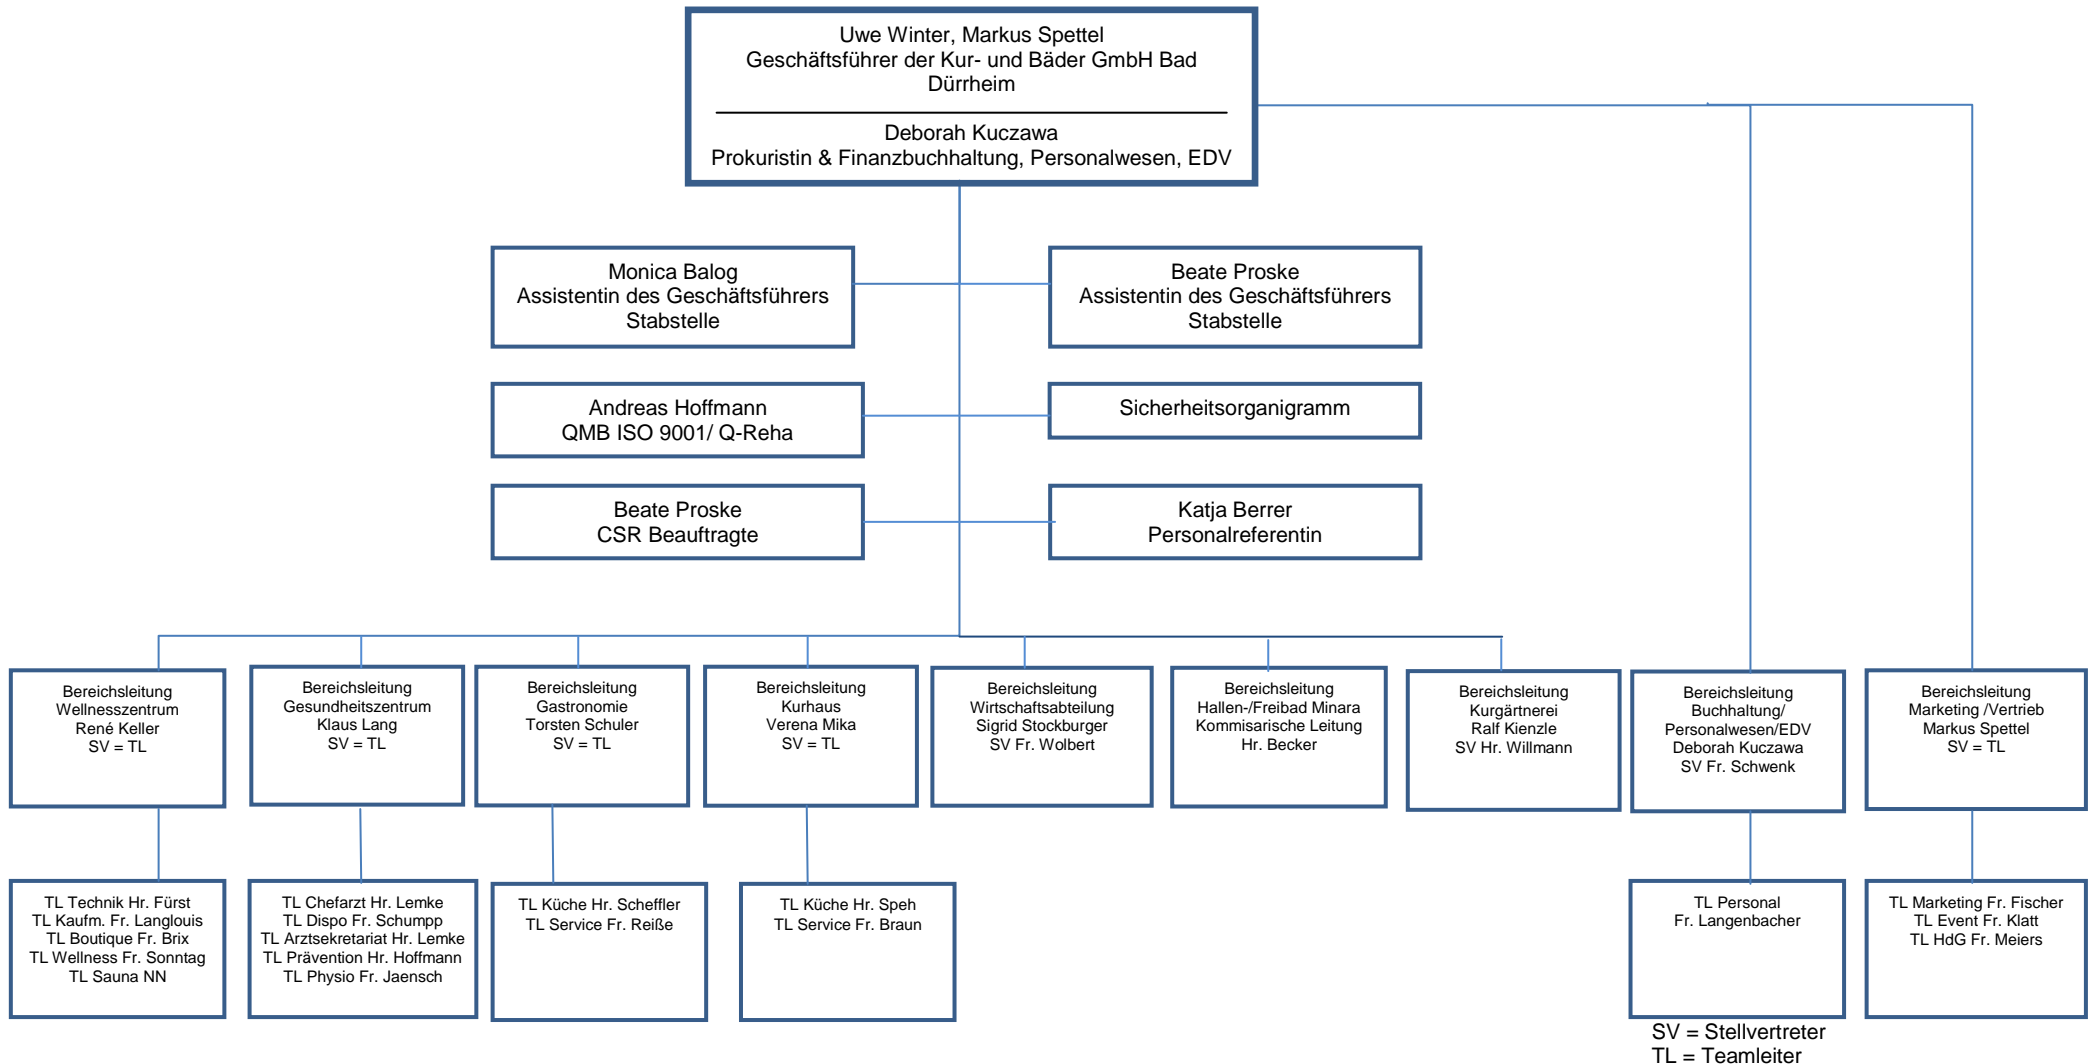 Uwe Winter, Markus Spettel
Geschäftsführer der Kur- und Bäder GmbH Bad
Dürrheim
Deborah Kuczawa
Prokuristin & Finanzbuchhaltung, Personalwesen, EDV
Monica Balog
Assistentin des Geschäftsführers
Stabstelle
Beate Proske
Assistentin des Geschäftsführers
Stabstelle
Andreas Hoffmann
QMB ISO 9001/ Q-Reha
Sicherheitsorganigramm
Beate Proske
CSR Beauftragte
Katja Berrer
Personalreferentin
Bereichsleitung
Wellnesszentrum
René Keller
SV = TL
Bereichsleitung
Gesundheitszentrum
Klaus Lang
SV = TL
Bereichsleitung
Gastronomie
Torsten Schuler
SV = TL
Bereichsleitung
Kurhaus
Verena Mika
SV = TL
Bereichsleitung
Wirtschaftsabteilung
Sigrid Stockburger
SV Fr. Wolbert
Bereichsleitung
Hallen-/Freibad Minara
Kommisarische Leitung
Hr. Becker
Bereichsleitung
Kurgärtnerei
Ralf Kienzle
SV Hr. Willmann
Bereichsleitung
Buchhaltung/
Personalwesen/EDV
Deborah Kuczawa
SV Fr. Schwenk
Bereichsleitung
Marketing /Vertrieb
Markus Spettel
SV = TL
TL Technik Hr. Fürst
TL Kaufm. Fr. Langlouis
TL Boutique Fr. Brix
TL Wellness Fr. Sonntag
TL Sauna NN
TL Chefarzt Hr. Lemke
TL Dispo Fr. Schumpp
TL Arztsekretariat Hr. Lemke
TL Prävention Hr. Hoffmann
TL Physio Fr. Jaensch
TL Küche Hr. Scheffler
TL Service Fr. Reiße
TL Küche Hr. Speh
TL Service Fr. Braun
TL Personal
Fr. Langenbacher
TL Marketing Fr. Fischer
TL Event Fr. Klatt
TL HdG Fr. Meiers
SV = Stellvertreter
TL = Teamleiter